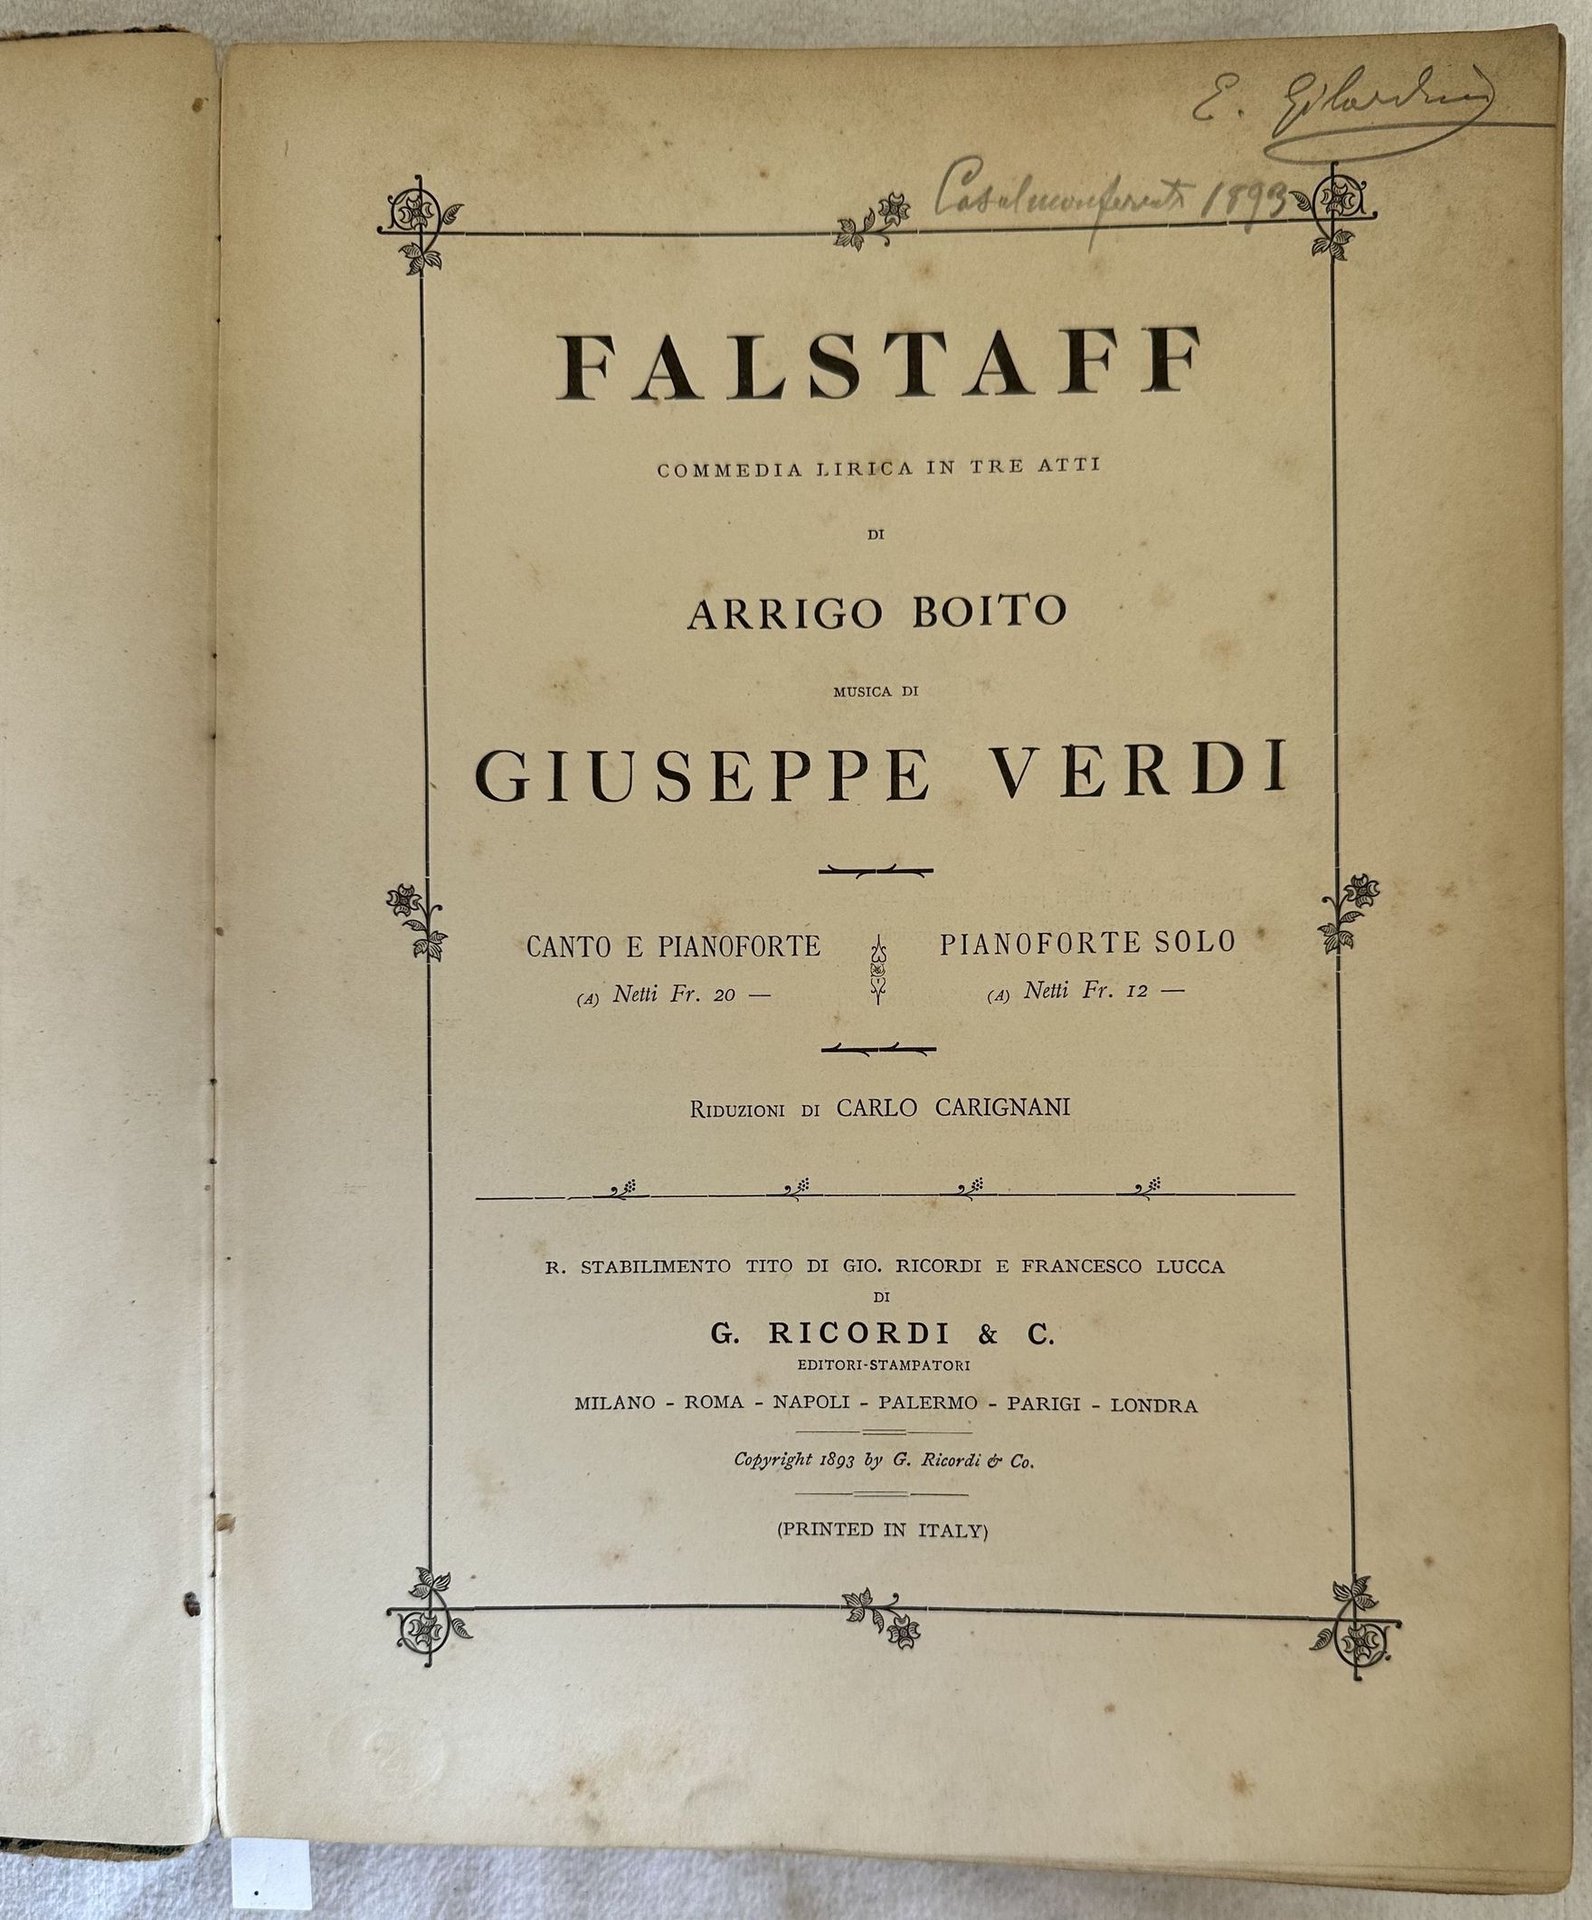 E. Gilardini
Casalmonferrato 1893
FALSTAFF
COMMEDIA LIRICA IN TRE ATTI
DI
ARRIGO BOITO
MUSICA DI
GIUSEPPE VERDI
CANTO E PIANOFORTE
(A) Netti Fr. 20 —
PIANOFORTE SOLO
(A) Netti Fr. 12 —
RIDUZIONI DI CARLO CARIGNANI
R. STABILIMENTO TITO DI GIO. RICORDI E FRANCESCO LUCCA
DI
G. RICORDI & C.
EDITORI-STAMPATORI
MILANO - ROMA - NAPOLI - PALERMO - PARIGI - LONDRA
Copyright 1893 by G. Ricordi & Co.
(PRINTED IN ITALY)